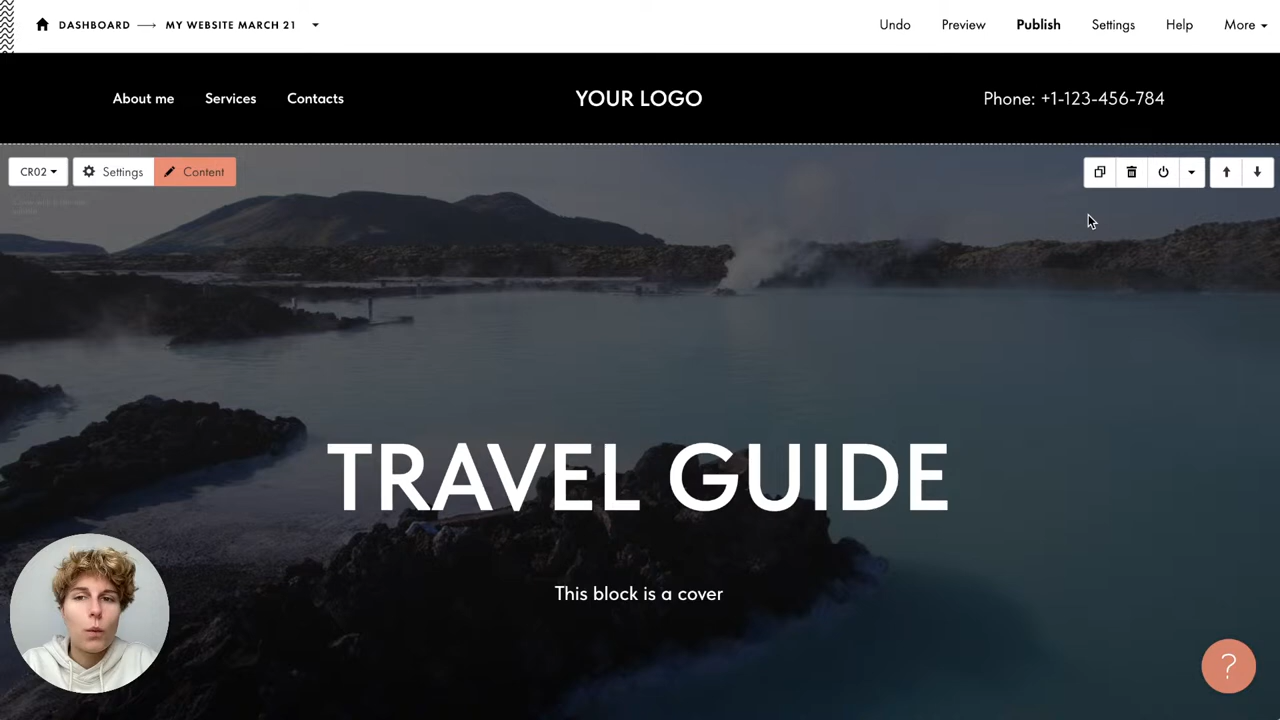 DASHBOARD → MY WEBSITE MARCH 21
Undo Preview Publish Settings Help More
About me Services Contacts
YOUR LOGO
Phone: +1-123-456-784
CR02 Settings Content
TRAVEL GUIDE
This block is a cover
?